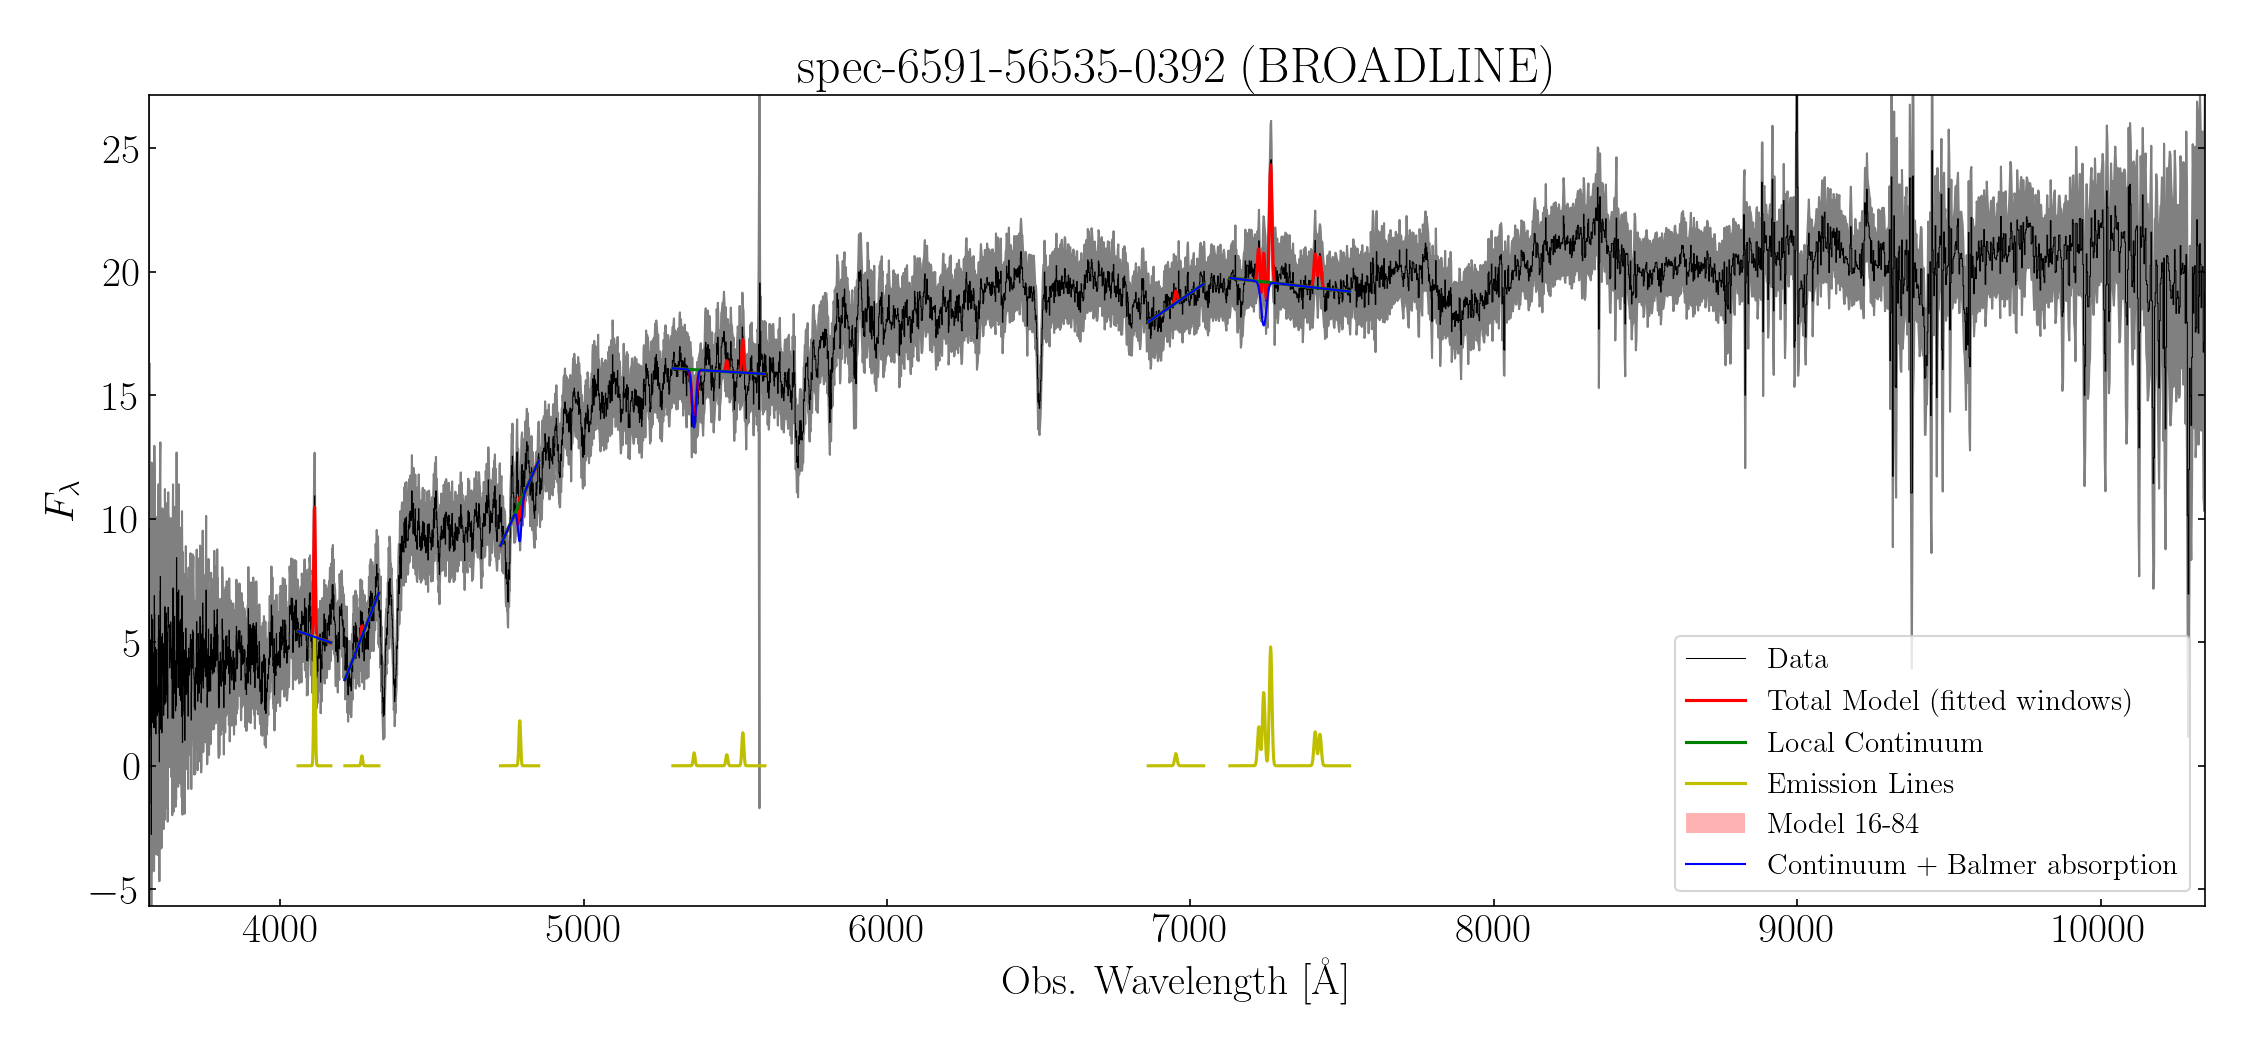 spec-6591-56535-0392 (BROADLINE)
25
20
15
10
5
0
−5
F_λ
4000 5000 6000 7000 8000 9000 10000
Obs. Wavelength [Å]
Data
Total Model (fitted windows)
Local Continuum
Emission Lines
Model 16-84
Continuum + Balmer absorption